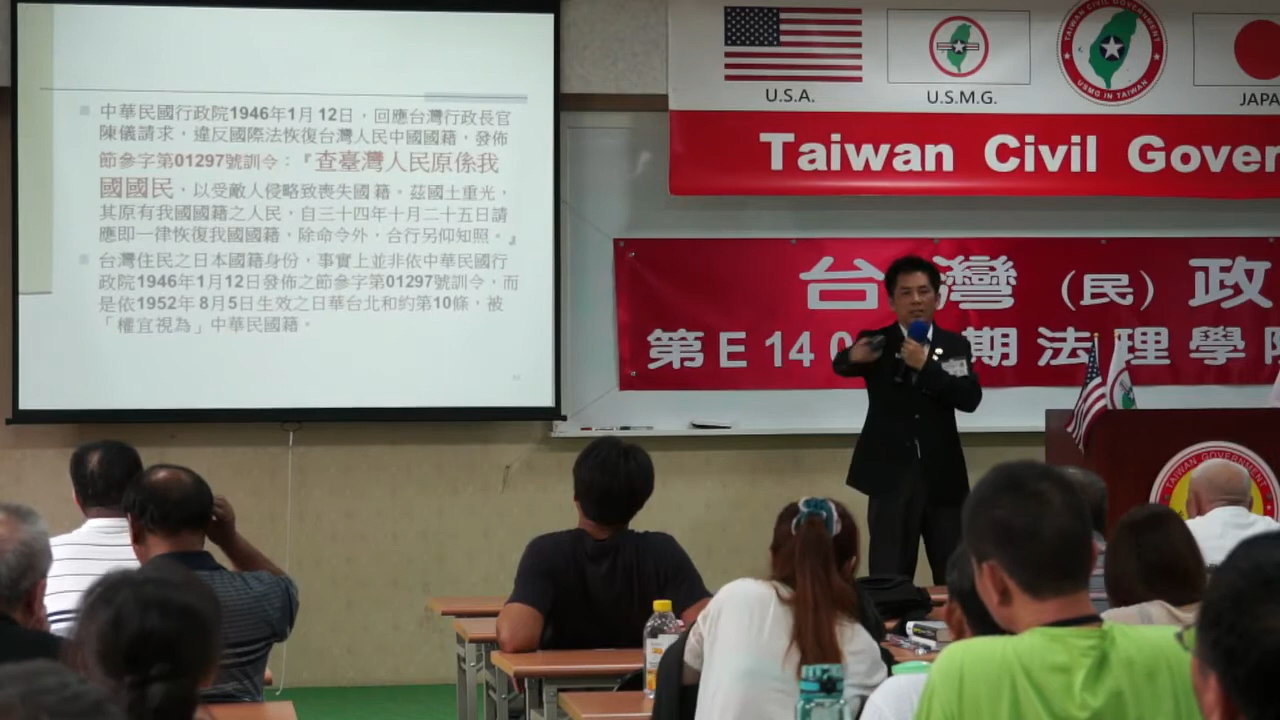 中華民國行政院1946年1月12日，回應台灣行政長官
陳儀請求，違反國際法恢復台灣人民中國國籍，發佈
節參字第01297號訓令：『查臺灣人民原係我
國國民，以受敵人侵略致喪失國籍。茲國土重光，
其原有我國國籍之人民，自三十四年十月二十五日請
應即一律恢復我國國籍，除命令外，合行另仰知照。』
台灣住民之日本國籍身份，事實上並非依中華民國行
政院1946年1月12日發佈之節參字第01297號訓令，而
是依1952年8月5日生效之日華台北和約第10條，被
「權宜視為」中華民國籍。
U.S.A.
U.S.M.G.
TAIWAN CIVIL GOVERNMENT
USMG IN TAIWAN
JAPA
Taiwan Civil Gover
台灣（民）政
第E140 期法理學院
TAIWAN GOVERNMENT